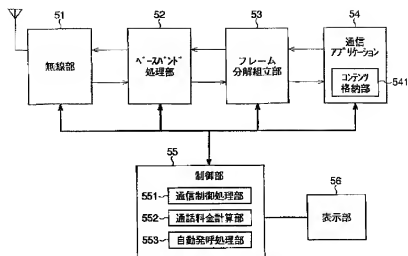 51
52
53
54
無線部
ベースバンド
処理部
フレーム
分解組立部
通信
アプリケーション
コンテンツ
格納部
541
55
制御部
551
通信制御処理部
552
通話料金計算部
553
自動発呼処理部
56
表示部